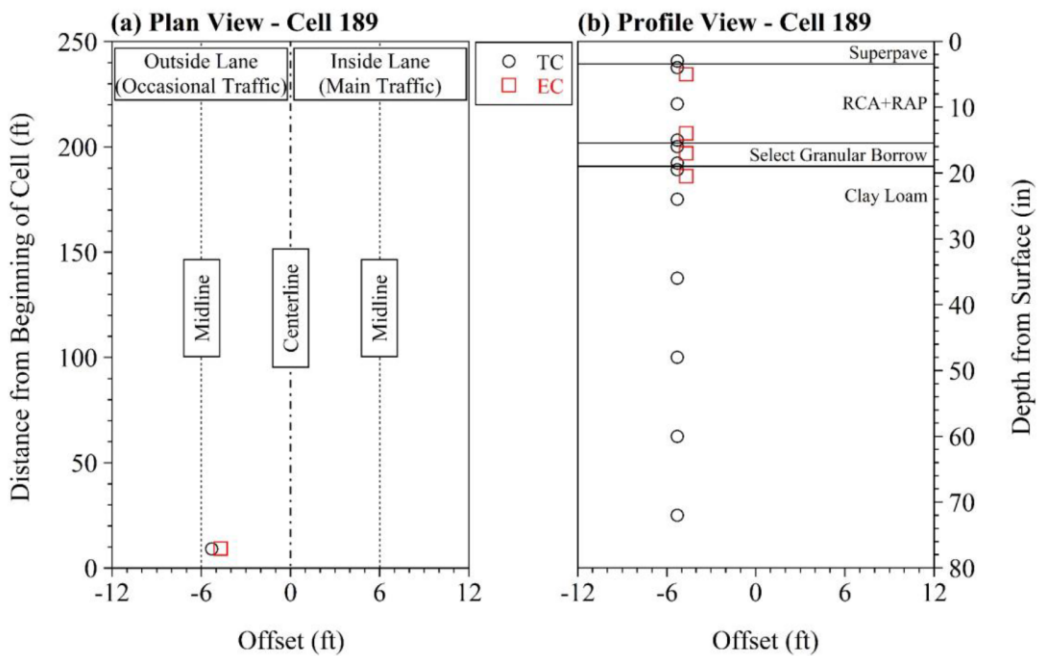 (a) Plan View - Cell 189
250
200
150
100
50
0
Distance from Beginning of Cell (ft)
Outside Lane
(Occasional Traffic)
Inside Lane
(Main Traffic)
Midline
Centerline
Midline
-12
-6
0
6
12
Offset (ft)
TC
EC
(b) Profile View - Cell 189
Superpave
RCA+RAP
Select Granular Borrow
Clay Loam
0
10
20
30
40
50
60
70
80
Depth from Surface (in)
-12
-6
0
6
12
Offset (ft)